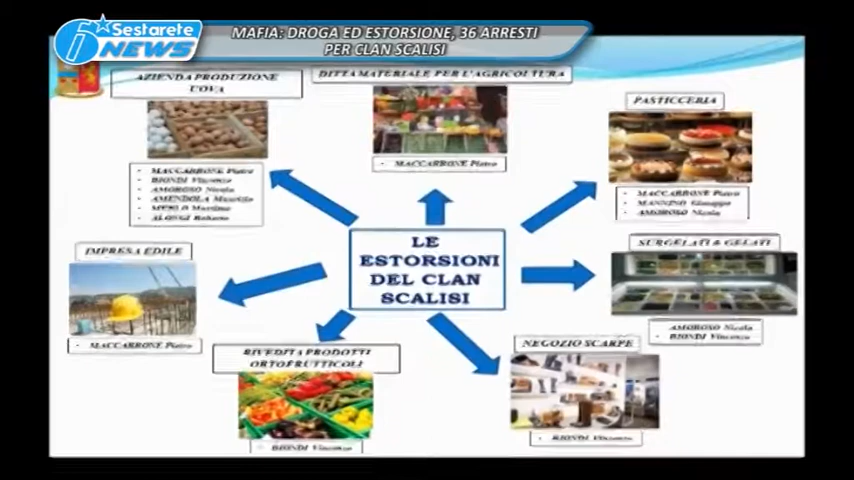 Sestarete
6 NEWS
MAFIA: DROGA ED ESTORSIONE, 36 ARRESTI
PER CLAN SCALISI
AZIENDA PRODUZIONE
UOVA
MACCARRONE Pietro
BIONDI Vincenzo
AMOROSO Nicola
AMENDOLA Maurizio
Massimo
ALONGI Roberto
DITTA MATERIALE PER L'AGRICOLTURA
MACCARRONE Pietro
PASTICCERIA
MACCARRONE Pietro
MANNINO Giuseppe
AMOROSO Nicola
IMPRESA EDILE
MACCARRONE Pietro
LE
ESTORSIONI
DEL CLAN
SCALISI
SURGELATI & GELATI
AMOROSO Nicola
BIONDI Vincenzo
RIVEDITA PRODOTTI
ORTOFRUTTICOLI
BIONDI Vincenzo
NEGOZIO SCARPE
BIONDI Vincenzo